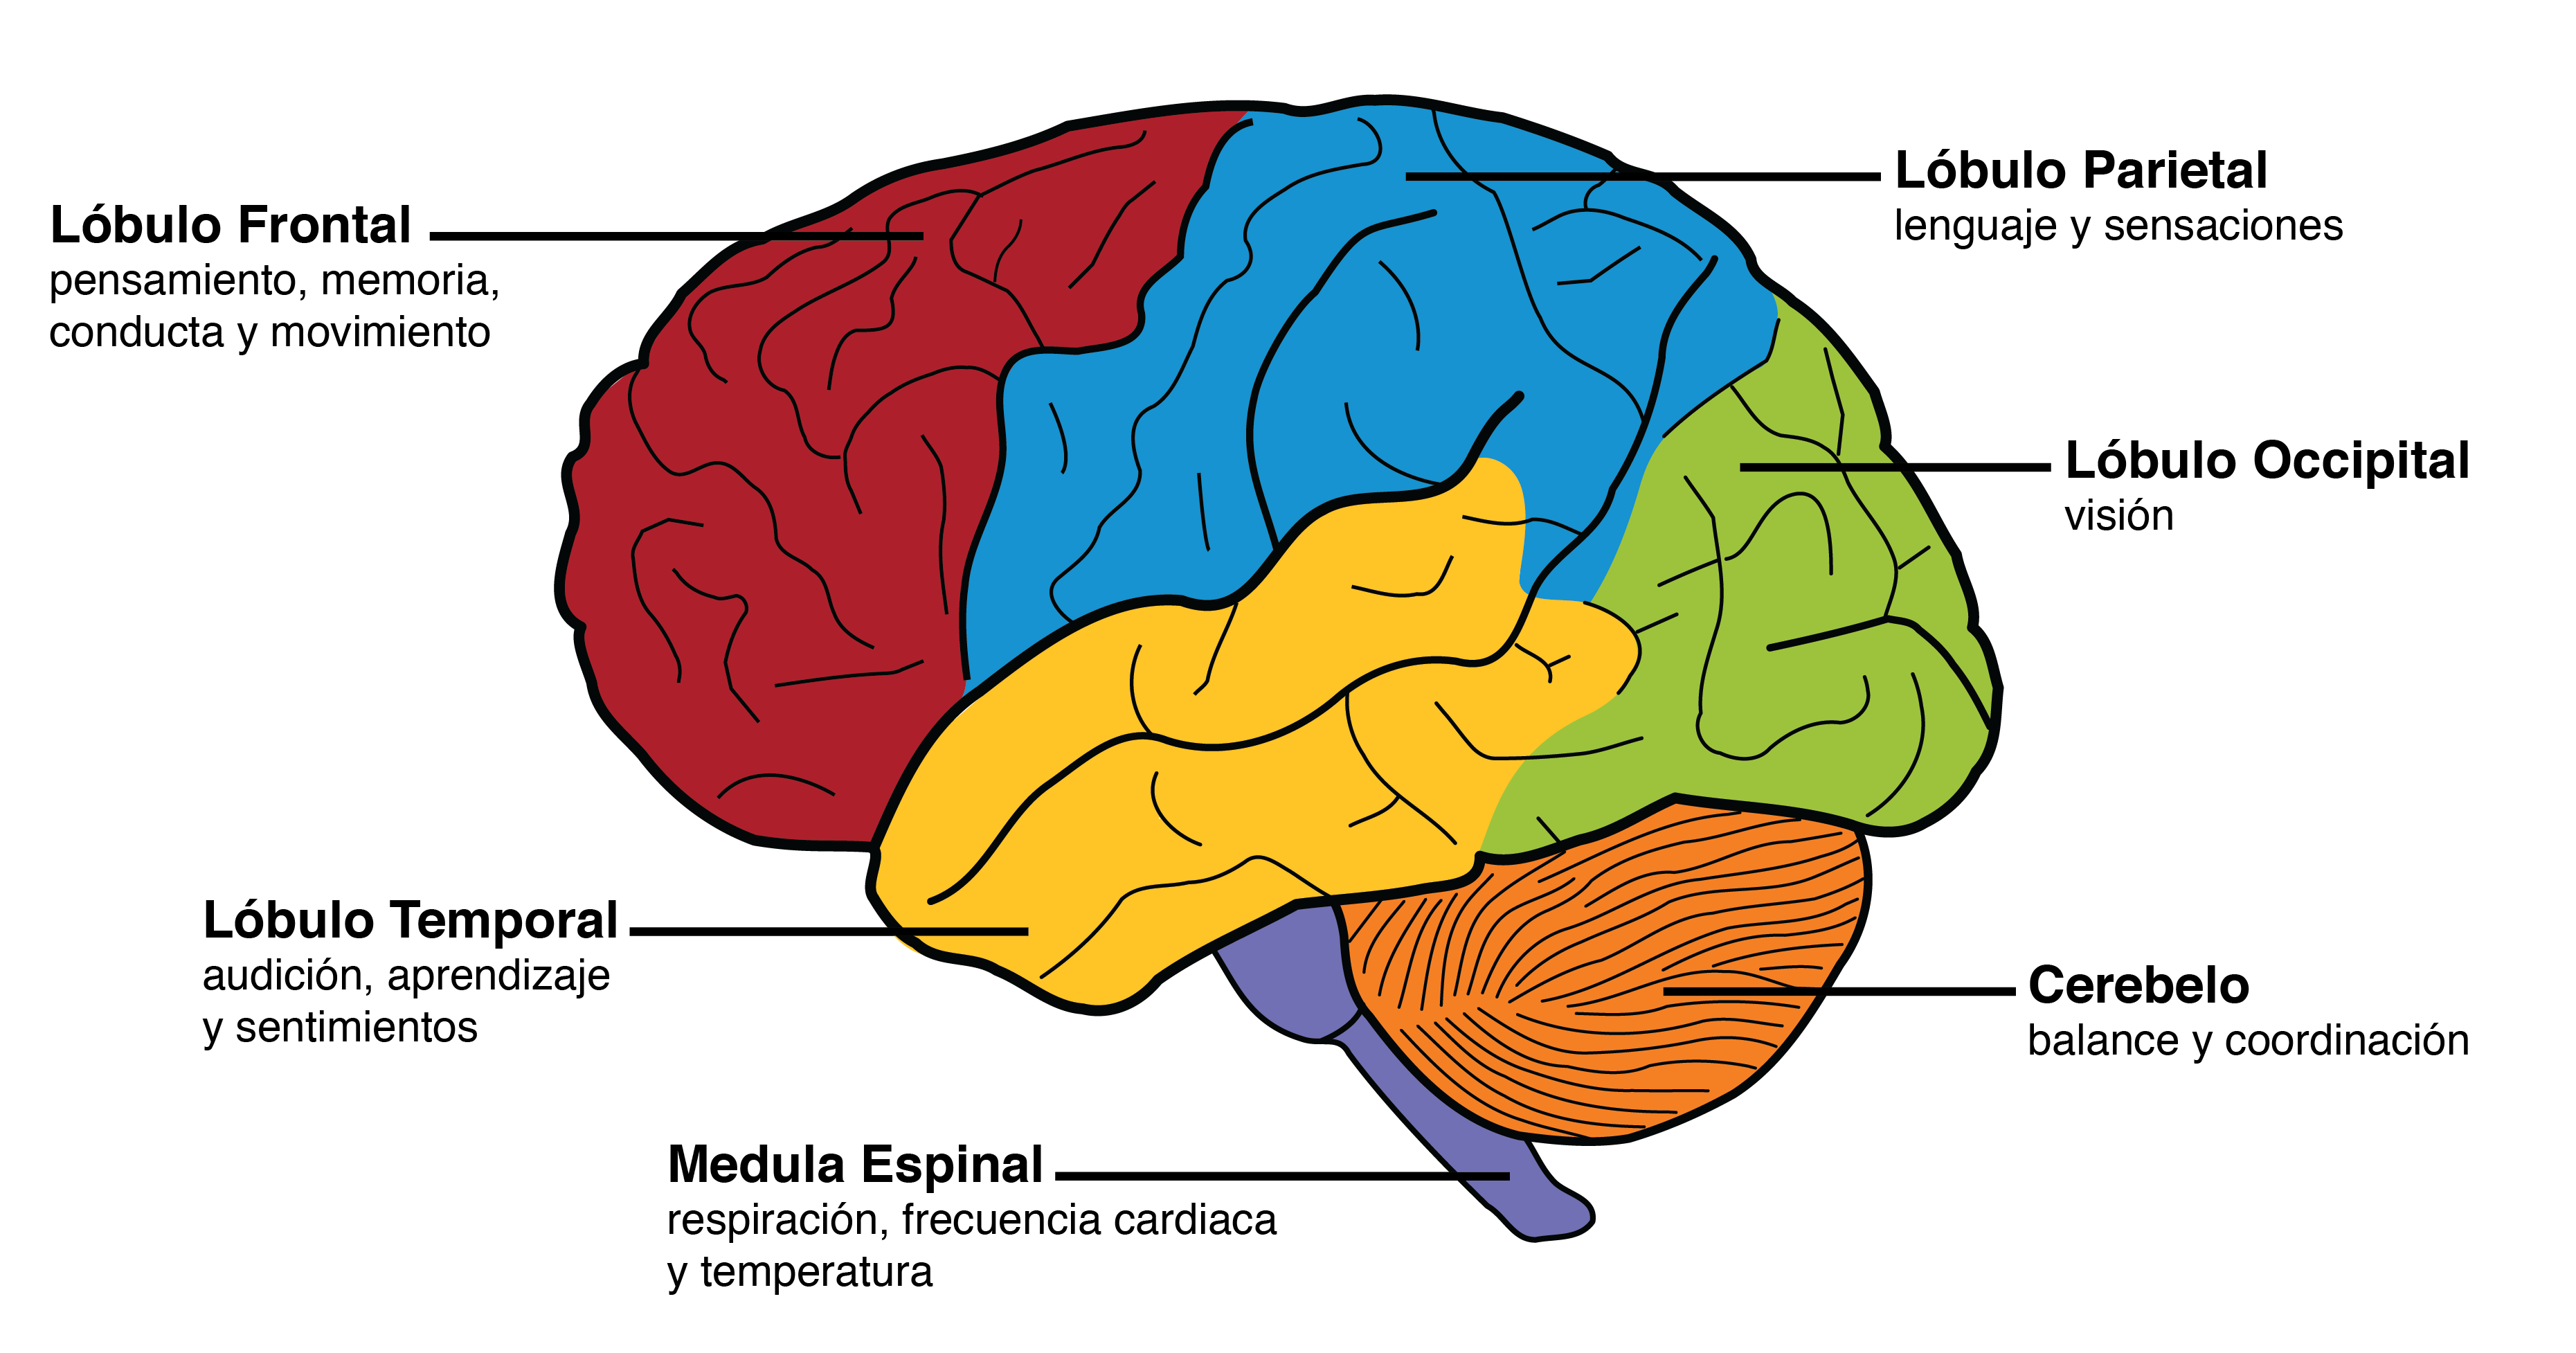 Lóbulo Frontal
pensamiento, memoria,
conducta y movimiento
Lóbulo Parietal
lenguaje y sensaciones
Lóbulo Occipital
visión
Lóbulo Temporal
audición, aprendizaje
y sentimientos
Cerebelo
balance y coordinación
Medula Espinal
respiración, frecuencia cardiaca
y temperatura